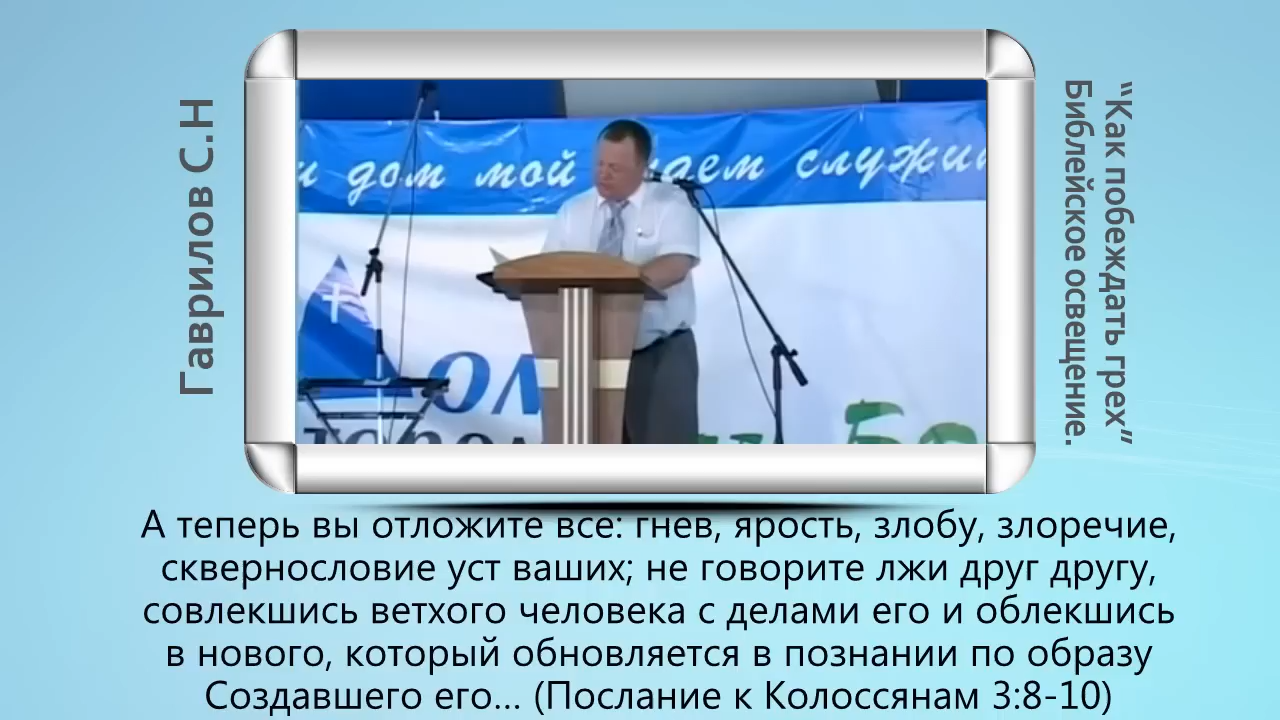 Гаврилов С.Н
“Как побеждать грех”
Библейское освещение.
дом мой служи
А теперь вы отложите все: гнев, ярость, злобу, злоречие,
сквернословие уст ваших; не говорите лжи друг другу,
совлекшись ветхого человека с делами его и облекшись
в нового, который обновляется в познании по образу
Создавшего его... (Послание к Колоссянам 3:8-10)